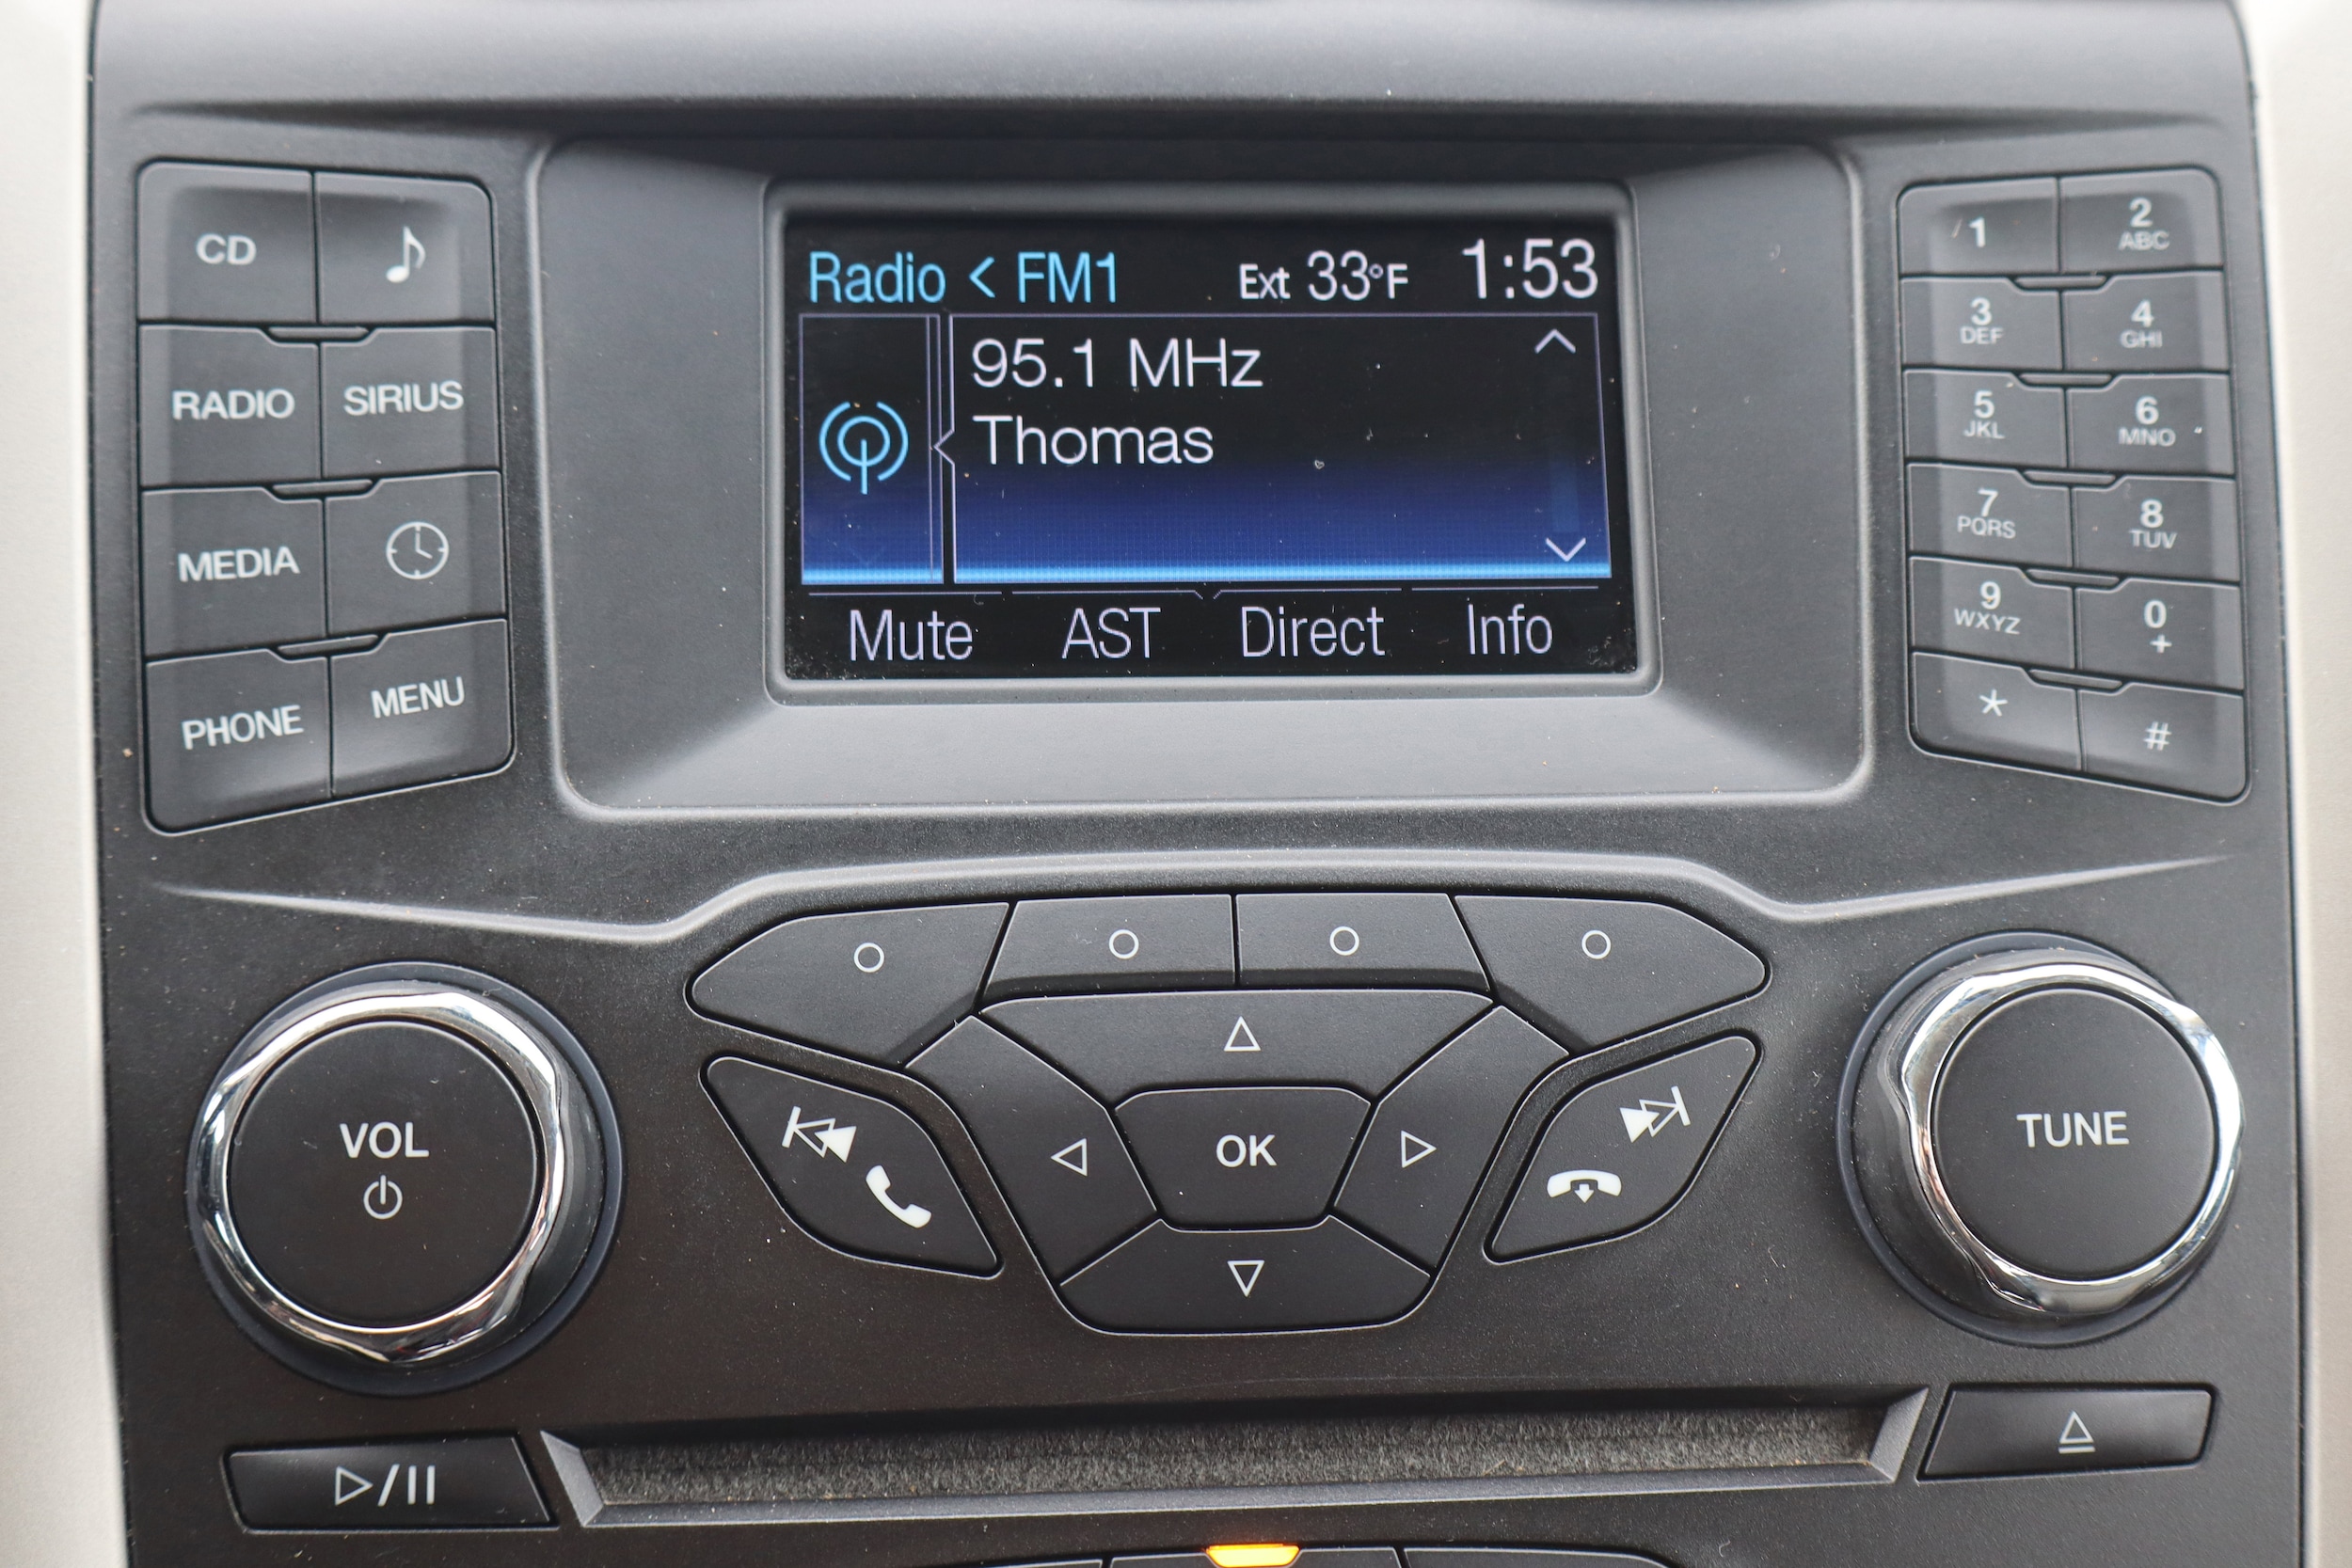 CD
RADIO SIRIUS
MEDIA
PHONE MENU
Radio < FM1 Ext 33°F 1:53
95.1 MHz
Thomas
Mute AST Direct Info
1 2
ABC
3 4
DEF GHI
5 6
JKL MNO
7 8
PQRS TUV
9 0
WXYZ +
* #
VOL
OK
TUNE